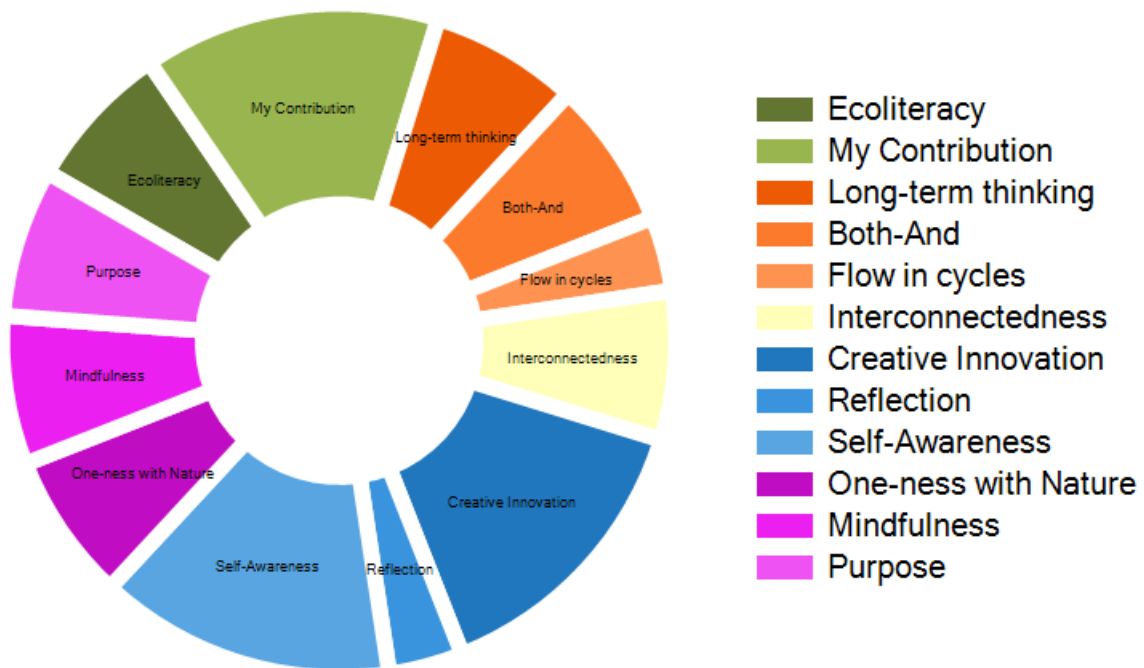 My Contribution
Long-term thinking
Both-And
Flow in cycles
Interconnectedness
Creative Innovation
Reflection
Self-Awareness
One-ness with Nature
Mindfulness
Purpose
Ecoliteracy
Ecoliteracy
My Contribution
Long-term thinking
Both-And
Flow in cycles
Interconnectedness
Creative Innovation
Reflection
Self-Awareness
One-ness with Nature
Mindfulness
Purpose